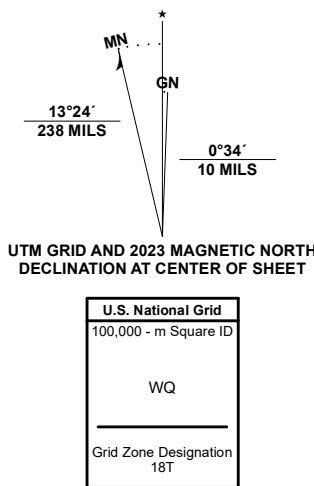 ★
MN
GN
13°24´
238 MILS
0°34´
10 MILS
UTM GRID AND 2023 MAGNETIC NORTH
DECLINATION AT CENTER OF SHEET
U.S. National Grid
100,000 - m Square ID
WQ
Grid Zone Designation
18T